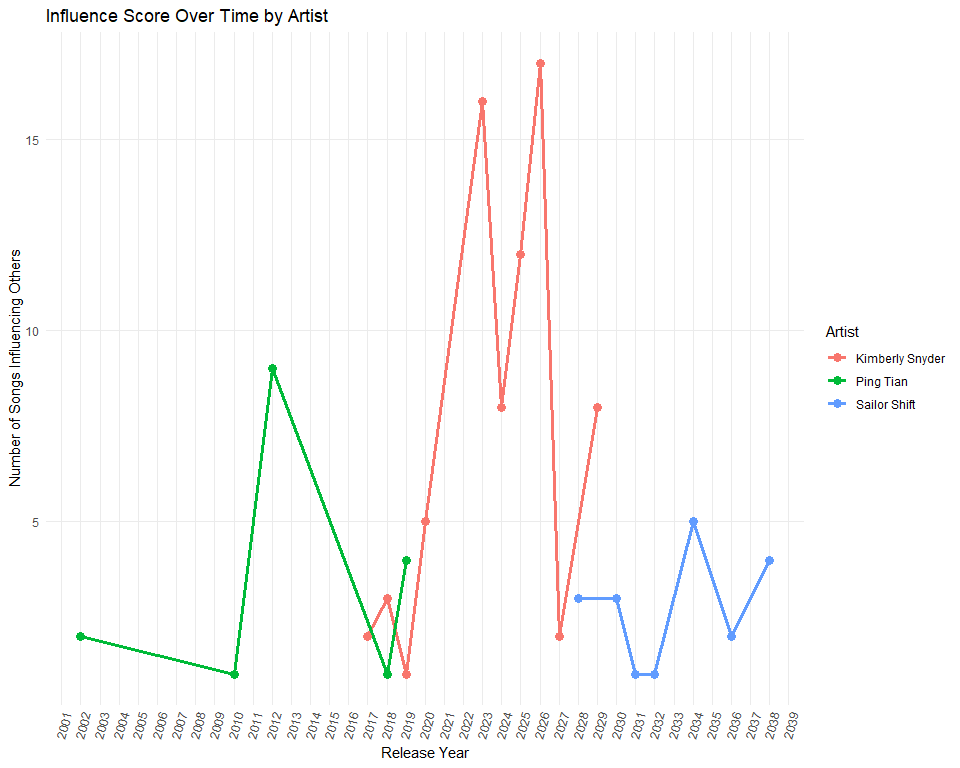 Influence Score Over Time by Artist
Number of Songs Influencing Others
15
10
5
2001 2002 2003 2004 2005 2006 2007 2008 2009 2010 2011 2012 2013 2014 2015 2016 2017 2018 2019 2020 2021 2022 2023 2024 2025 2026 2027 2028 2029 2030 2031 2032 2033 2034 2035 2036 2037 2038 2039
Release Year
Artist
Kimberly Snyder
Ping Tian
Sailor Shift